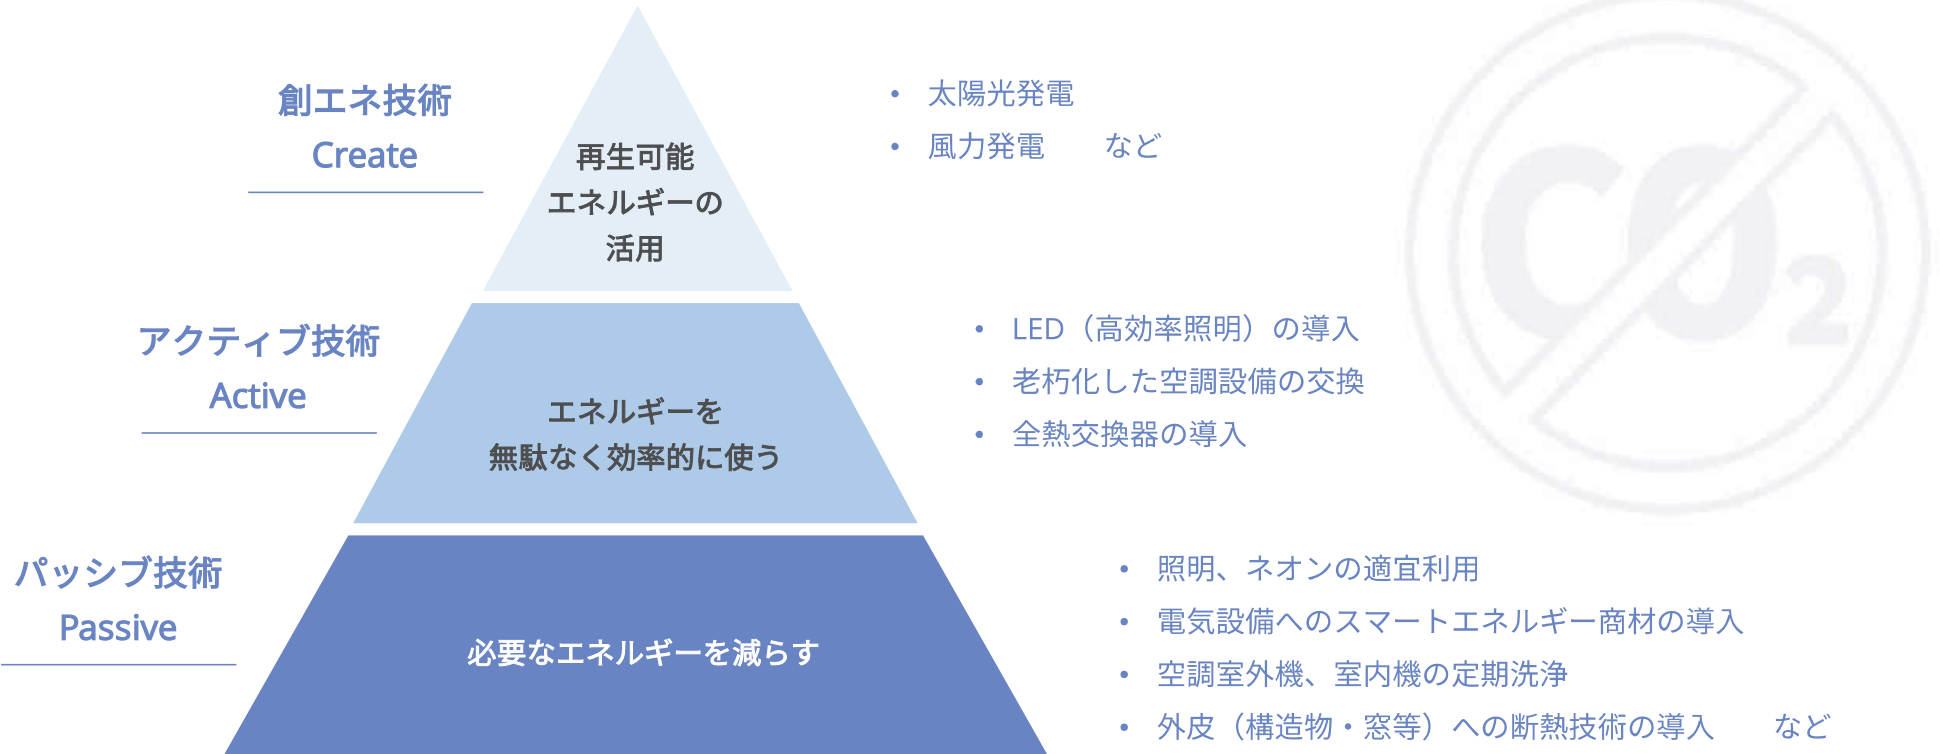 創エネ技術
Create
再生可能
エネルギーの
活用
• 太陽光発電
• 風力発電 など
アクティブ技術
Active
エネルギーを
無駄なく効率的に使う
• LED（高効率照明）の導入
• 老朽化した空調設備の交換
• 全熱交換器の導入
パッシブ技術
Passive
必要なエネルギーを減らす
• 照明、ネオンの適宜利用
• 電気設備へのスマートエネルギー商材の導入
• 空調室外機、室内機の定期洗浄
• 外皮（構造物・窓等）への断熱技術の導入 など
CO2